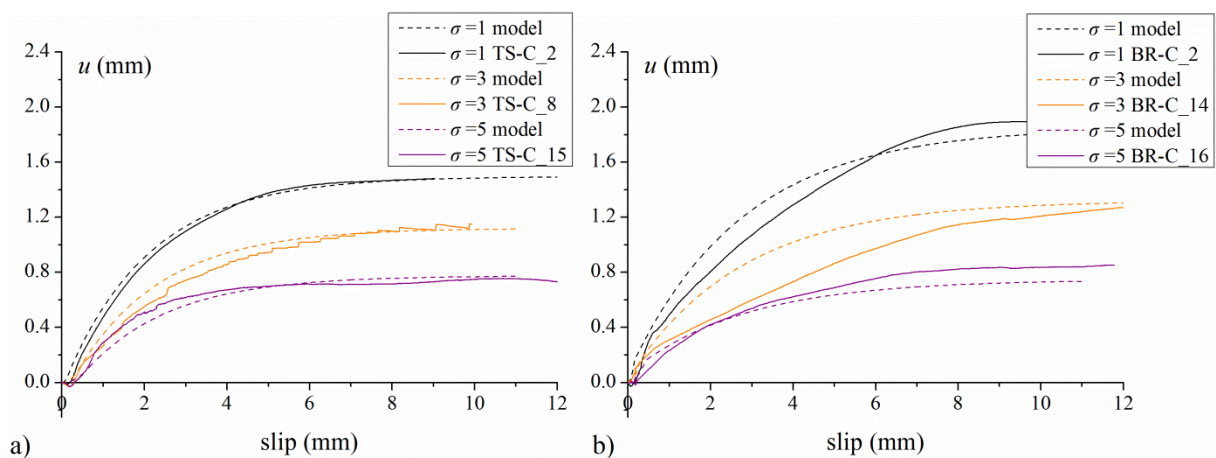 σ =1 model
σ =1 TS-C_2
σ =3 model
σ =3 TS-C_8
σ =5 model
σ =5 TS-C_15
u (mm)
2.4
2.0
1.6
1.2
0.8
0.4
0.0
0 2 4 6 8 10 12
slip (mm)
a)
σ =1 model
σ =1 BR-C_2
σ =3 model
σ =3 BR-C_14
σ =5 model
σ =5 BR-C_16
u (mm)
2.4
2.0
1.6
1.2
0.8
0.4
0.0
0 2 4 6 8 10 12
slip (mm)
b)